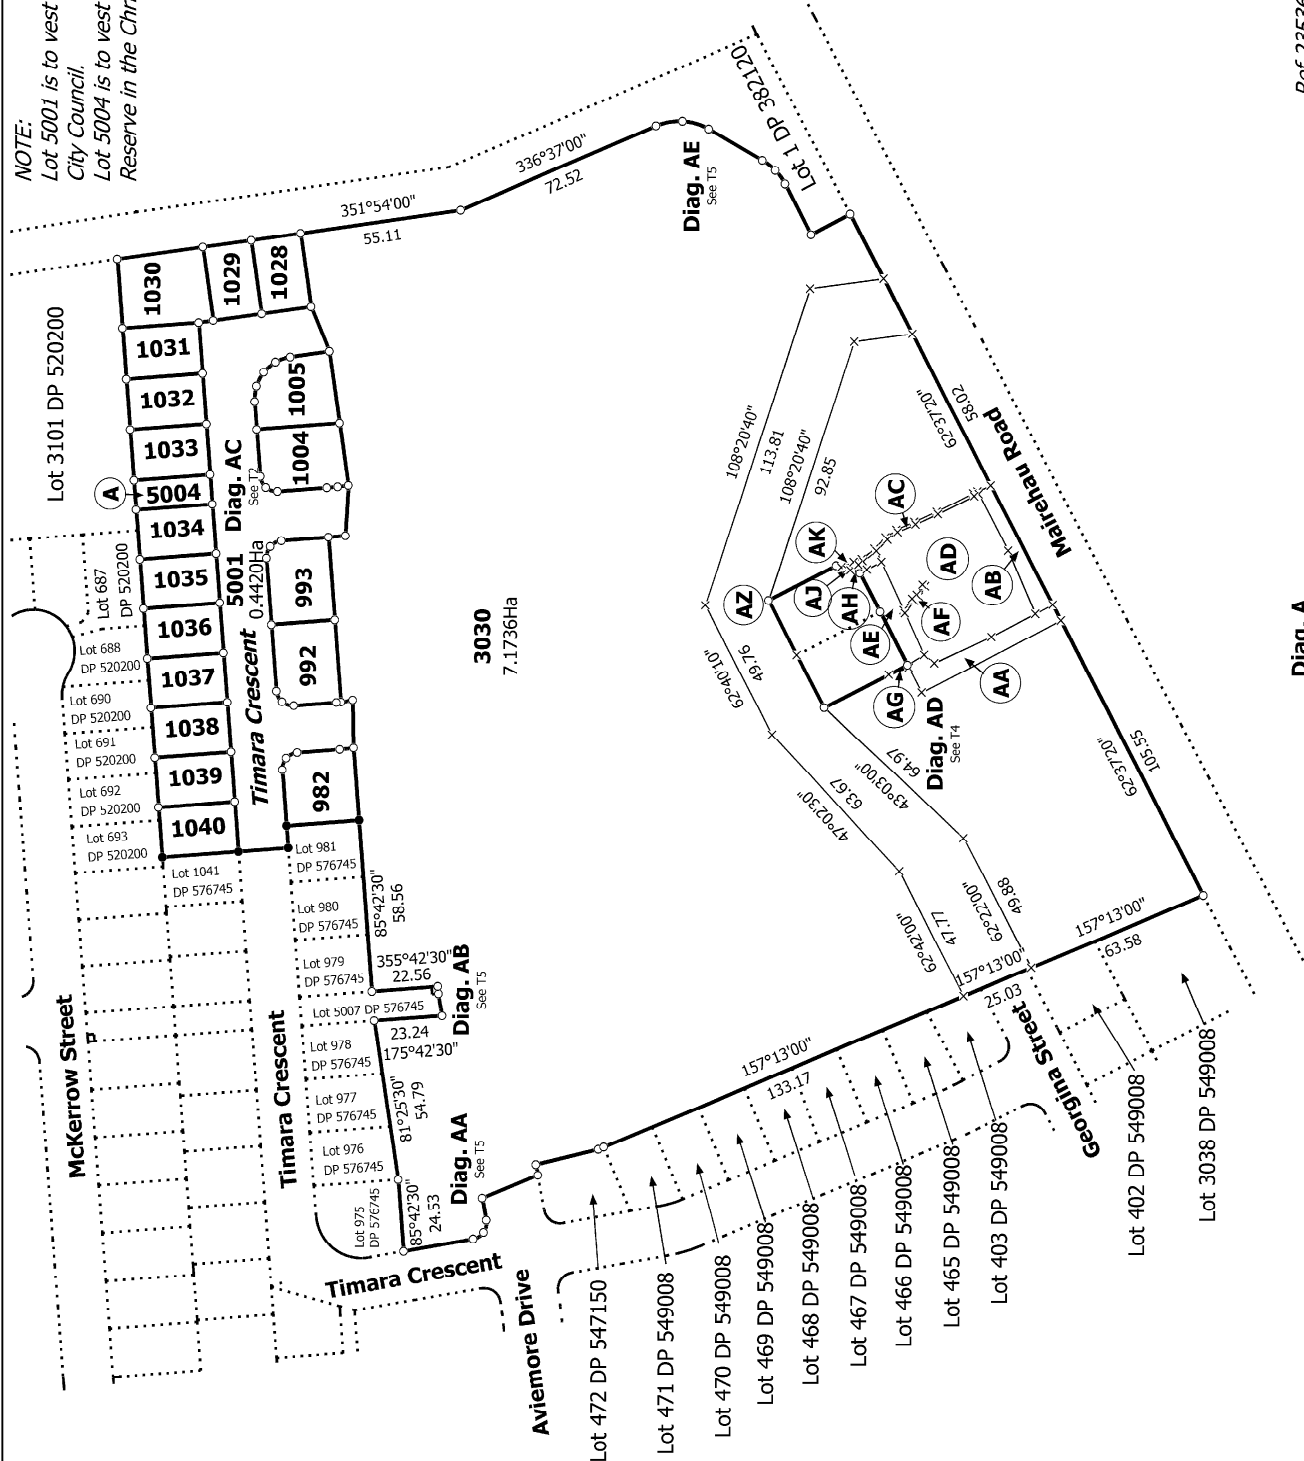 NOTE:
Lot 5001 is to vest
City Council.
Lot 5004 is to vest
Reserve in the Chr
Lot 3101 DP 520200
A
1030
1029
1028
1031
1032
1033
5004
1034
1035
1036
1037
1038
1039
1040
1005
1004
993
992
982
Diag. AC
See T2
5001
0.4420Ha
Timara Crescent
Lot 687
DP 520200
Lot 688
DP 520200
Lot 690
DP 520200
Lot 691
DP 520200
Lot 692
DP 520200
Lot 693
DP 520200
Lot 1041
DP 576745
Lot 981
DP 576745
Lot 980
DP 576745
Lot 979
DP 576745
Lot 5007 DP 576745
Lot 978
DP 576745
Lot 977
DP 576745
Lot 976
DP 576745
Lot 975
DP 576745
McKerrow Street
Timara Crescent
Timara Crescent
Aviemore Drive
351°54'00"
55.11
336°37'00"
72.52
Diag. AE
See T5
Lot 1 DP 382120
3030
7.1736Ha
85°42'30"
58.56
355°42'30"
22.56
Diag. AB
See T5
23.24
175°42'30"
81°25'30"
54.79
85°42'30"
24.53
Diag. AA
See T5
108°20'40"
113.81
108°20'40"
92.85
62°37'20"
58.02
Mairehau Road
AZ
AK
AJ
AH
AC
AD
AB
AE
AF
AG
AA
Diag. AD
See T4
62°40'10"
49.76
47°02'30"
63.67
43°03'00"
64.97
62°42'00"
47.77
62°22'00"
49.88
62°37'20"
105.55
157°13'00"
63.58
157°13'00"
25.03
157°13'00"
133.17
Georgina Street
Lot 472 DP 547150
Lot 471 DP 549008
Lot 470 DP 549008
Lot 469 DP 549008
Lot 468 DP 549008
Lot 467 DP 549008
Lot 466 DP 549008
Lot 465 DP 549008
Lot 403 DP 549008
Lot 402 DP 549008
Lot 3038 DP 549008
Diag. A